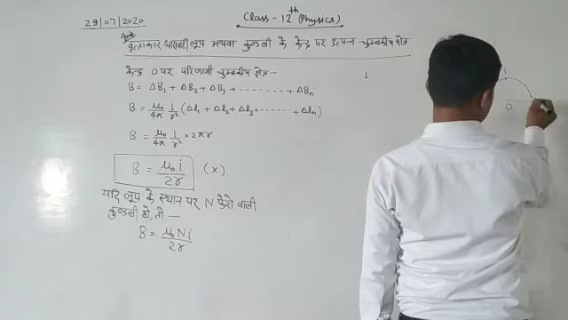 29/07/2020
Class - 12th (Physics)
वृत्ताकार धारावाही लूप अथवा कुण्डली के केन्द्र पर उत्पन्न चुम्बकीय क्षेत्र
केन्द्र O पर परिणामी चुम्बकीय क्षेत्र :-
B = ΔB₁ + ΔB₂ + ΔB₃ + -------- + ΔBn
B = μ₀/4π i/r² (Δl₁ + Δl₂ + Δl₃ + ------ + Δln)
B = μ₀/4π i/r² × 2πr
B = μ₀i/2r (x)
यदि लूप के स्थान पर N फेरो वाली
कुण्डली हो, तो —
B = μ₀Ni/2r
i
O